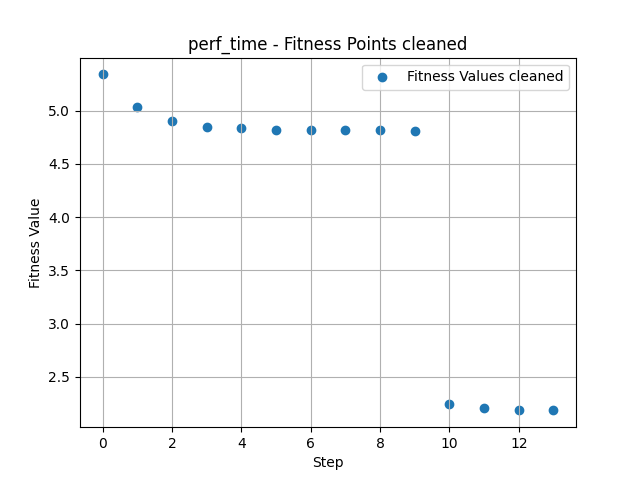 perf_time - Fitness Points cleaned
Fitness Values cleaned
5.0
4.5
4.0
3.5
3.0
2.5
Fitness Value
0 2 4 6 8 10 12
Step